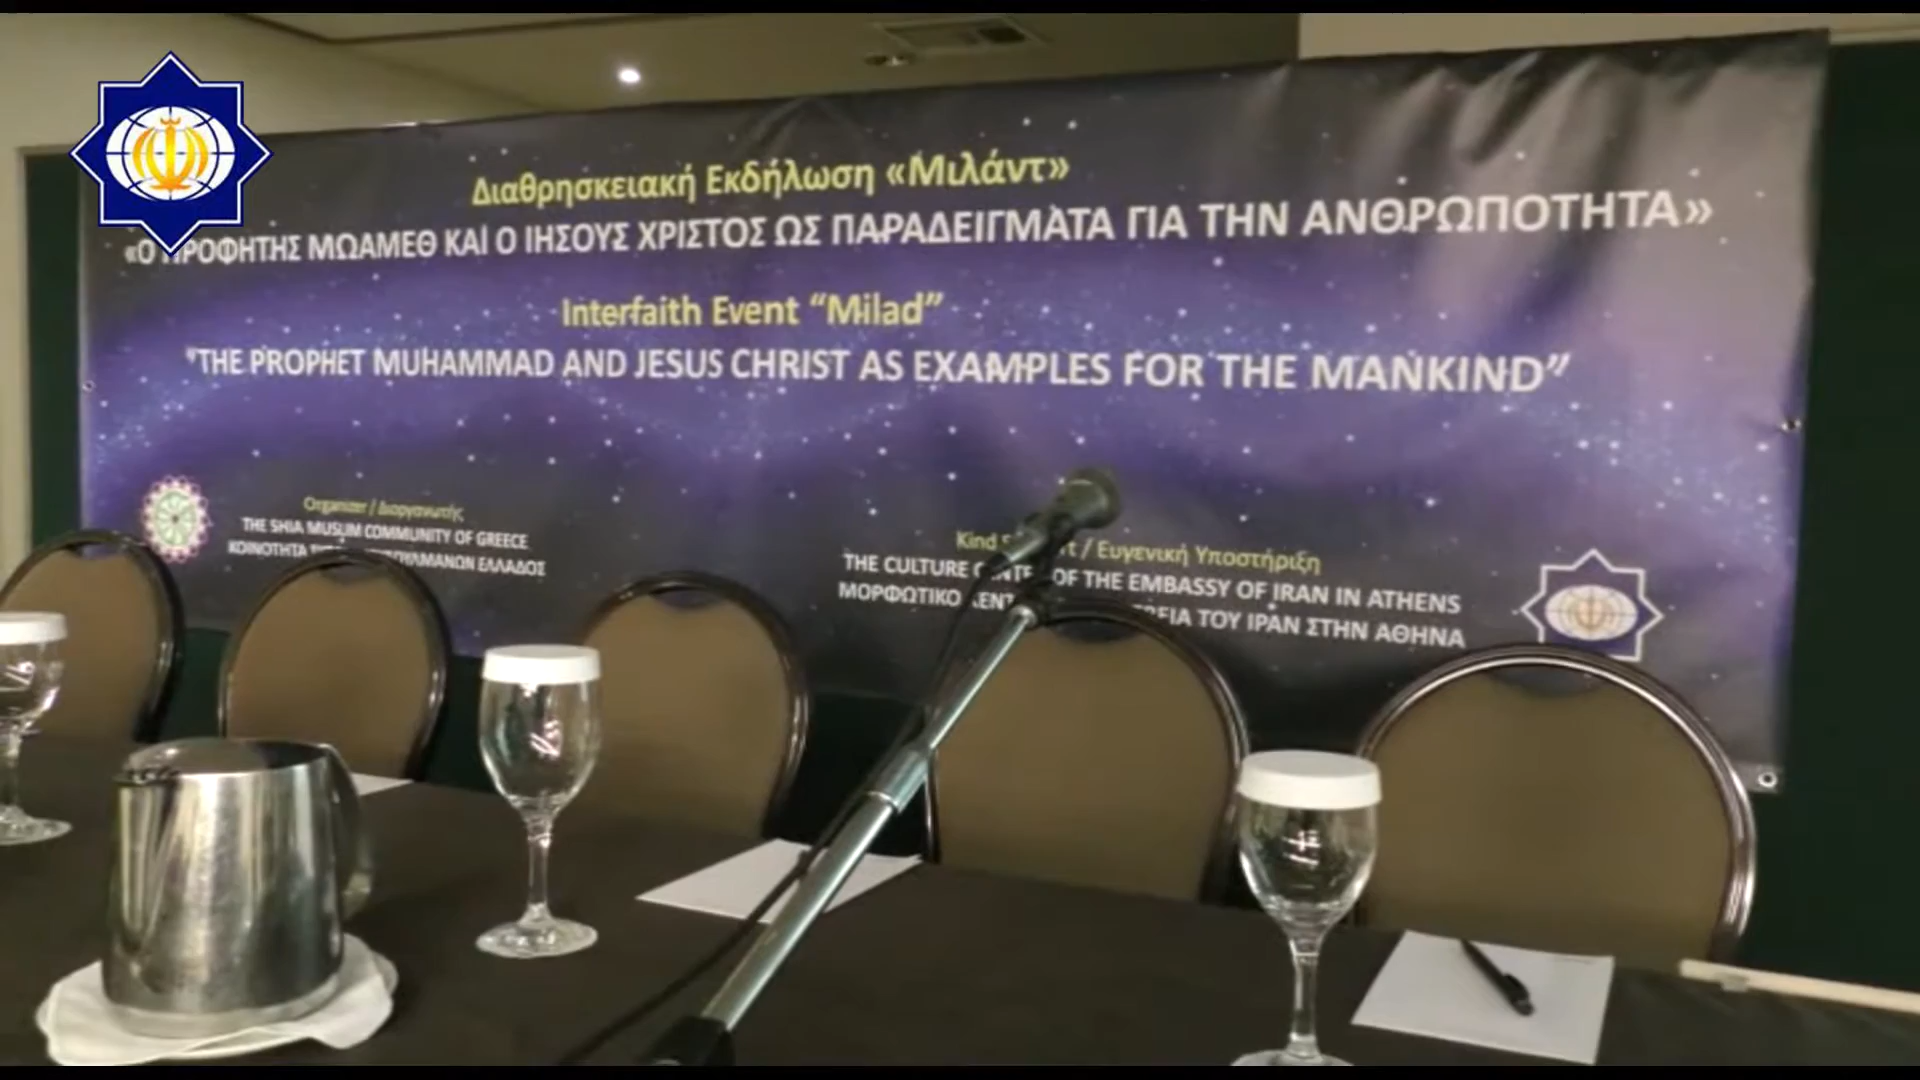 Διαθρησκειακή Εκδήλωση «Μιλάντ»
«Ο ΠΡΟΦΗΤΗΣ ΜΩΑΜΕΘ ΚΑΙ Ο ΙΗΣΟΥΣ ΧΡΙΣΤΟΣ ΩΣ ΠΑΡΑΔΕΙΓΜΑΤΑ ΓΙΑ ΤΗΝ ΑΝΘΡΩΠΟΤΗΤΑ»
Interfaith Event “Milad”
"THE PROPHET MUHAMMAD AND JESUS CHRIST AS EXAMPLES FOR THE MANKIND”
Organizer / Διοργανωτής
THE SHIA MUSLIM COMMUNITY OF GREECE
ΚΟΙΝΟΤΗΤΑ ΜΟΥΣΟΥΛΜΑΝΩΝ ΕΛΛΑΔΟΣ
Kind / Ευγενική Υποστήριξη
THE CULTURE CENTER OF THE EMBASSY OF IRAN IN ATHENS
ΜΟΡΦΩΤΙΚΟ ΤΟΥ ΙΡΑΝ ΣΤΗΝ ΑΘΗΝΑ